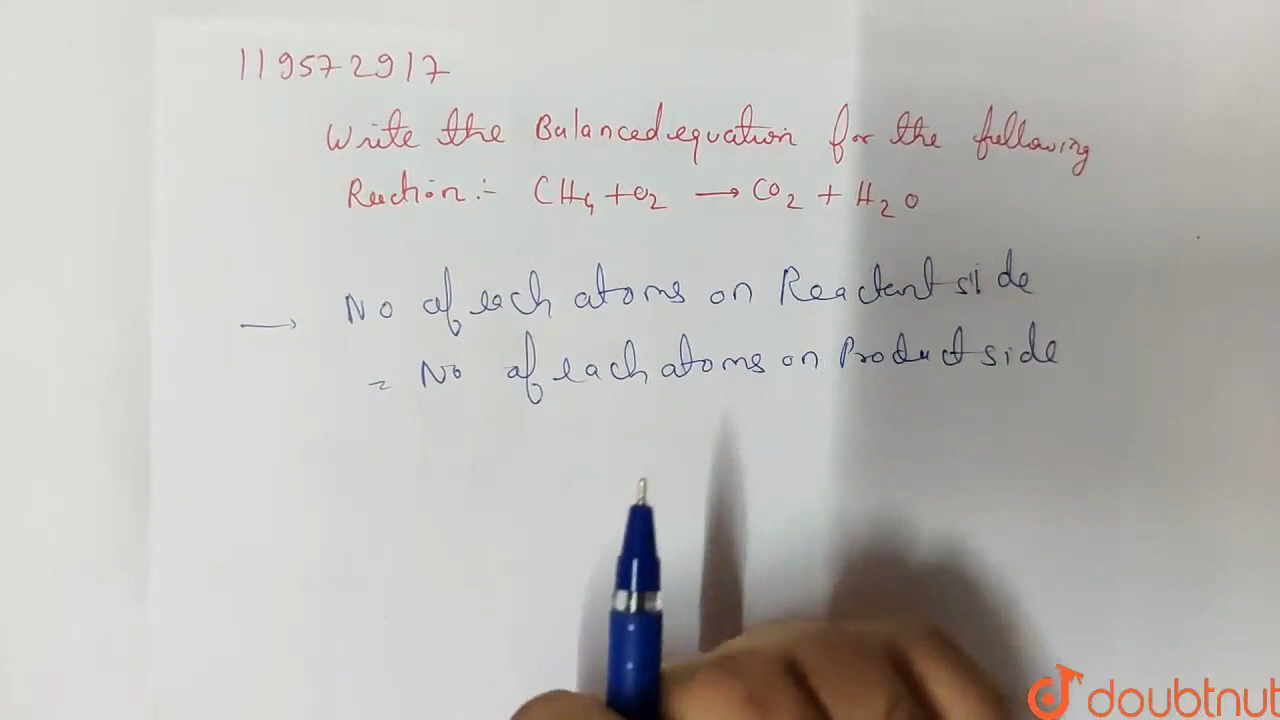 119572917
Write the Balanced equation for the following
Reaction:- CH4+O2 → CO2 + H2O
→ No of each atoms on Reactant side
= No of each atoms on Product side
doubtnut